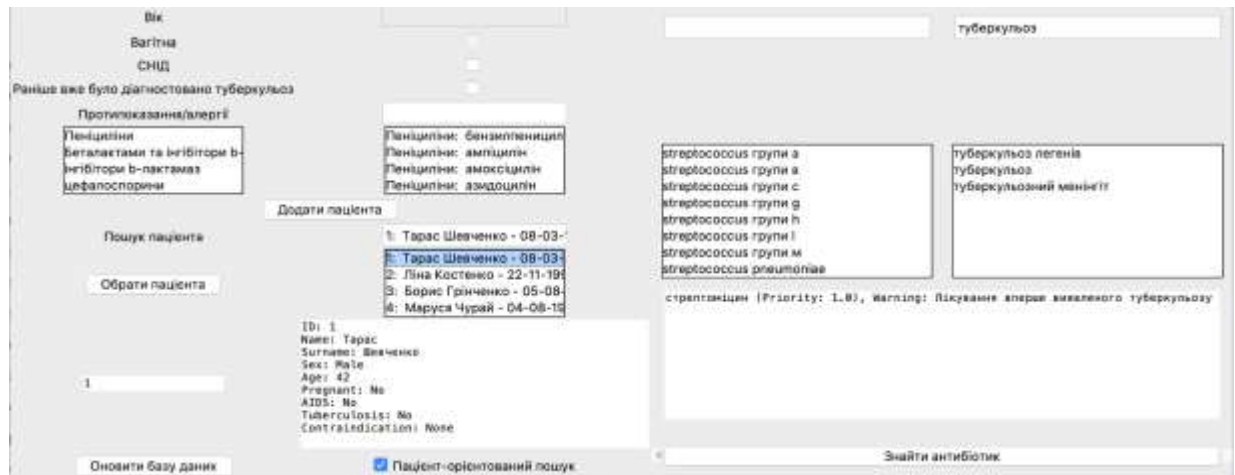 Вік
Вагітна
СНІД
Раніше вже було діагностовано туберкульоз
Протипоказання/алергії
Пеніциліни
Беталактами та інгібітори b-
інгібітори b-лактамаз
цефалоспорини
Пеніциліни: бензилпеницил
Пеніциліни: ампіцилін
Пеніциліни: амоксіцилін
Пеніциліни: азидоцилін
Додати пацієнта
Пошук пацієнта
1: Тарас Шевченко - 08-03-1
Обрати пацієнта
1: Тарас Шевченко - 08-03-
2: Ліна Костенко - 22-11-199
3: Борис Грінченко - 05-08-
4: Маруся Чурай - 04-08-19
ID: 1
Name: Тарас
Surname: Шевченко
Sex: Male
Age: 42
Pregnant: No
AIDS: No
Tuberculosis: No
Contraindication: None
1
Оновити базу даних
Пацієнт-орієнтований пошук
туберкульоз
streptococcus групи а
streptococcus групи в
streptococcus групи с
streptococcus групи g
streptococcus групи h
streptococcus групи l
streptococcus групи м
streptococcus pneumoniae
туберкульоз легенів
туберкульоз
туберкульозний менінгіт
стрептоміцин (Priority: 1.0), Warning: Лікування вперше виявленого туберкульозу
Знайти антибіотик